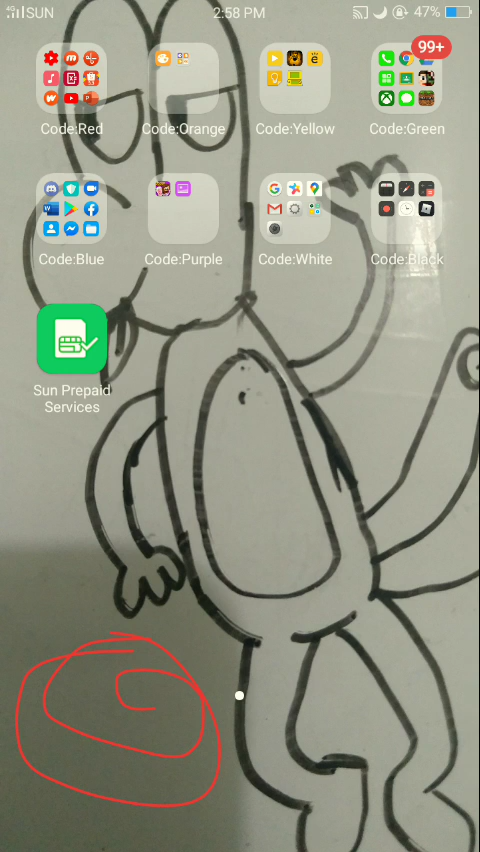 4G SUN 2:58 PM 47%
99+
Code:Red Code:Orange Code:Yellow Code:Green
Code:Blue Code:Purple Code:White Code:Black
Sun Prepaid
Services